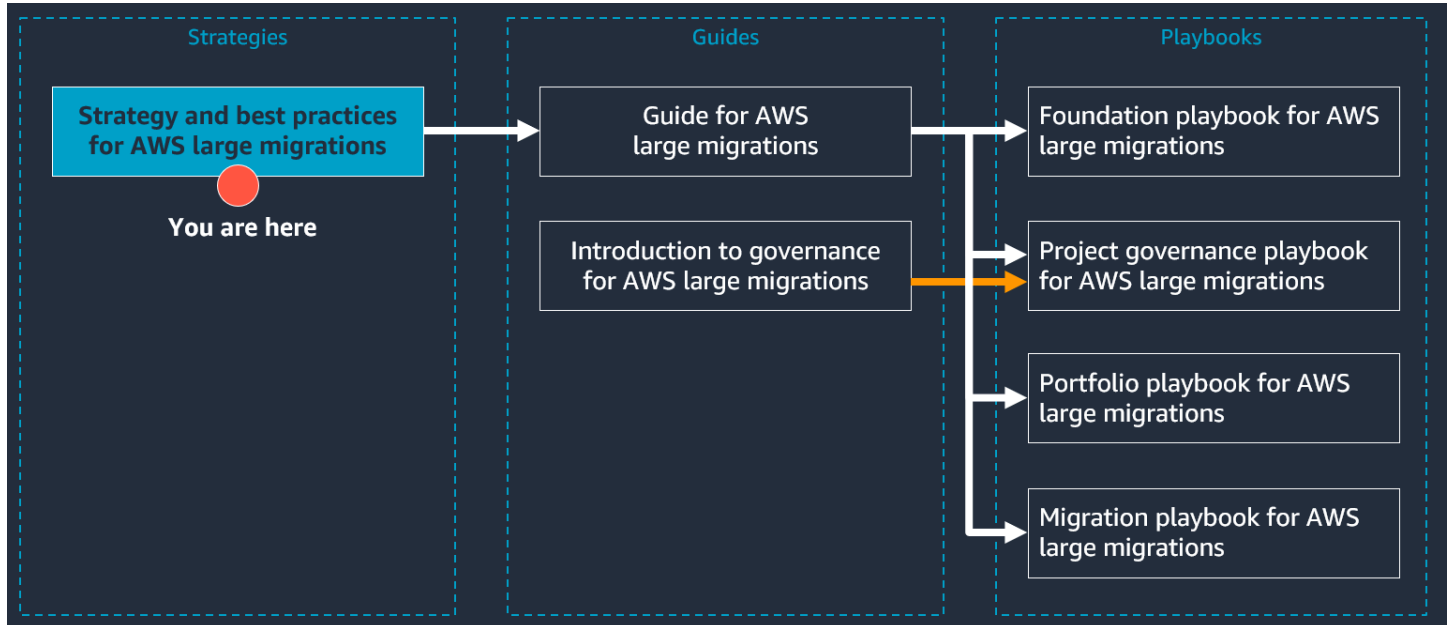 Strategies
Strategy and best practices
for AWS large migrations
You are here
Guides
Guide for AWS
large migrations
Introduction to governance
for AWS large migrations
Playbooks
Foundation playbook for AWS
large migrations
Project governance playbook
for AWS large migrations
Portfolio playbook for AWS
large migrations
Migration playbook for AWS
large migrations